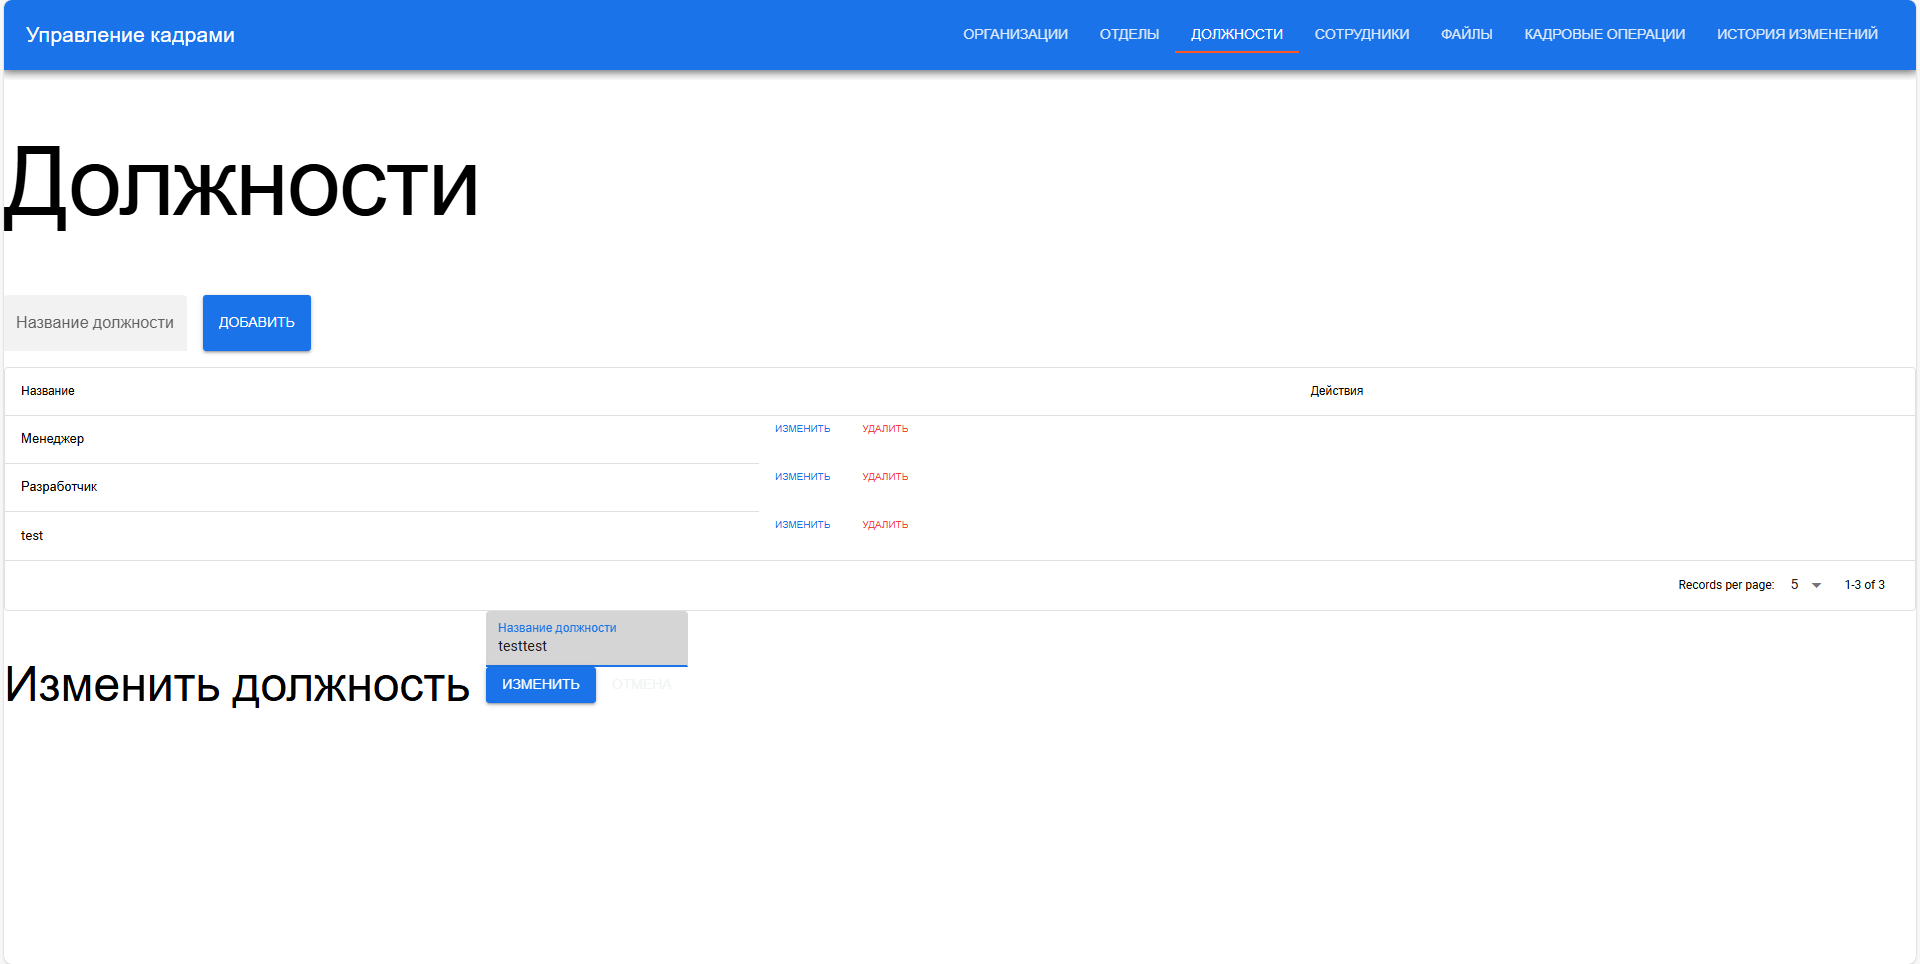 Управление кадрами ОРГАНИЗАЦИИ ОТДЕЛЫ ДОЛЖНОСТИ СОТРУДНИКИ ФАЙЛЫ КАДРОВЫЕ ОПЕРАЦИИ ИСТОРИЯ ИЗМЕНЕНИЙ
Должности
Название должности ДОБАВИТЬ
Название Действия
Менеджер ИЗМЕНИТЬ УДАЛИТЬ
Разработчик ИЗМЕНИТЬ УДАЛИТЬ
test ИЗМЕНИТЬ УДАЛИТЬ
Records per page: 5 1-3 of 3
Название должности
testtest
Изменить должность ИЗМЕНИТЬ ОТМЕНА